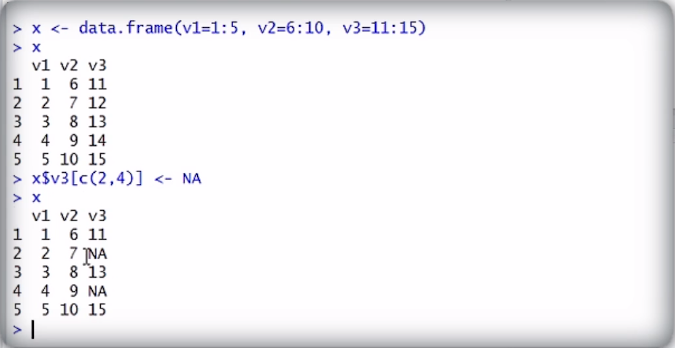 > x <- data.frame(v1=1:5, v2=6:10, v3=11:15)
> x
  v1 v2 v3
1  1  6 11
2  2  7 12
3  3  8 13
4  4  9 14
5  5 10 15
> x$v3[c(2,4)] <- NA
> x
  v1 v2 v3
1  1  6 11
2  2  7 NA
3  3  8 13
4  4  9 NA
5  5 10 15
>